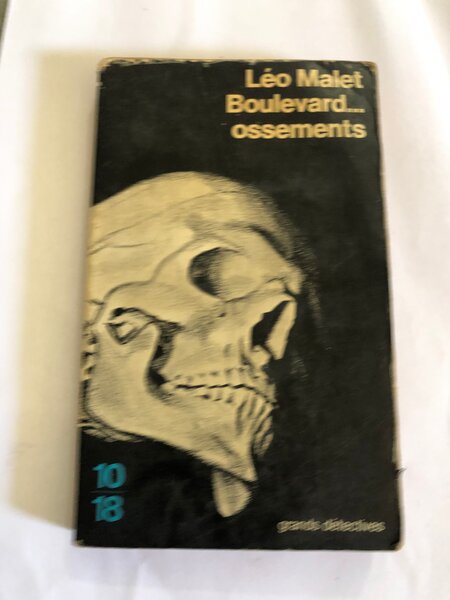 Léo Malet
Boulevard....
ossements
10
18
grands détectives